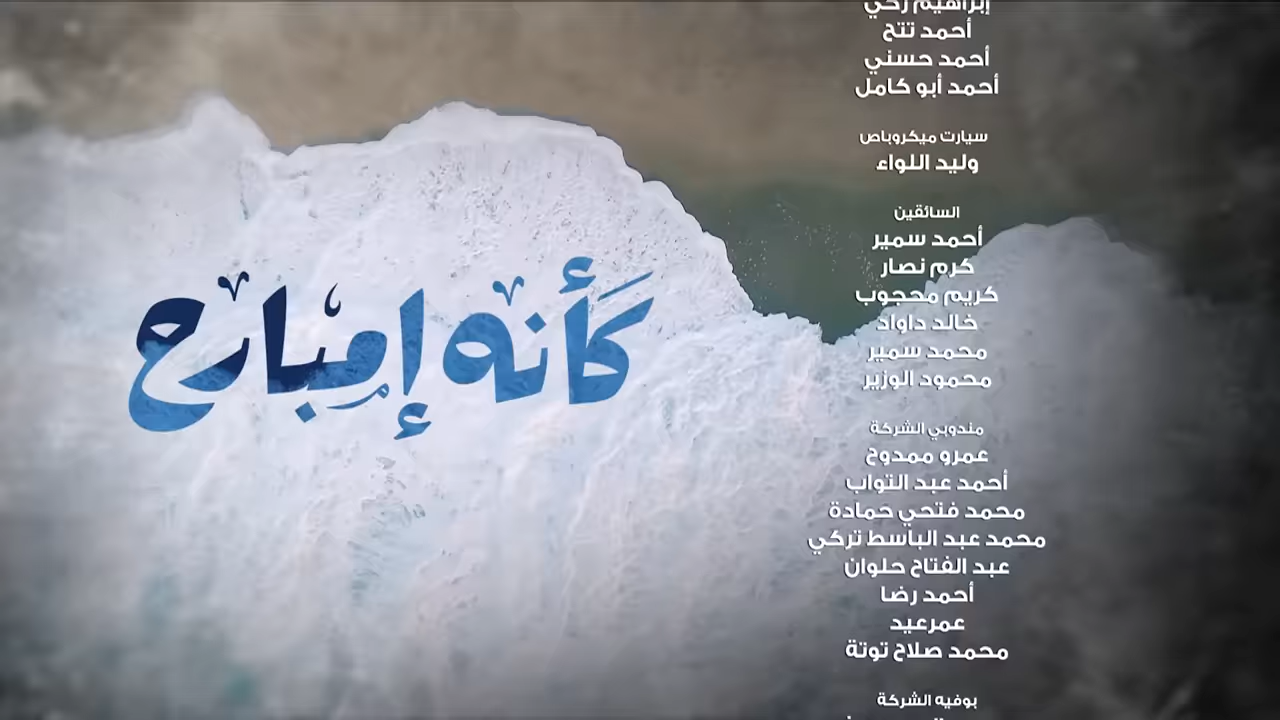 كأنه إمبارح
إبراهيم زكي
أحمد تتح
أحمد حسني
أحمد أبو كامل
سيارت ميكروباص
وليد اللواء
السائقين
أحمد سمير
كرم نصار
كريم محجوب
خالد داواد
محمد سمير
محمود الوزير
مندوبي الشركة
عمرو ممدوح
أحمد عبد التواب
محمد فتحي حمادة
محمد عبد الباسط تركي
عبد الفتاح حلوان
أحمد رضا
عمرعيد
محمد صلاح توتة
بوفيه الشركة